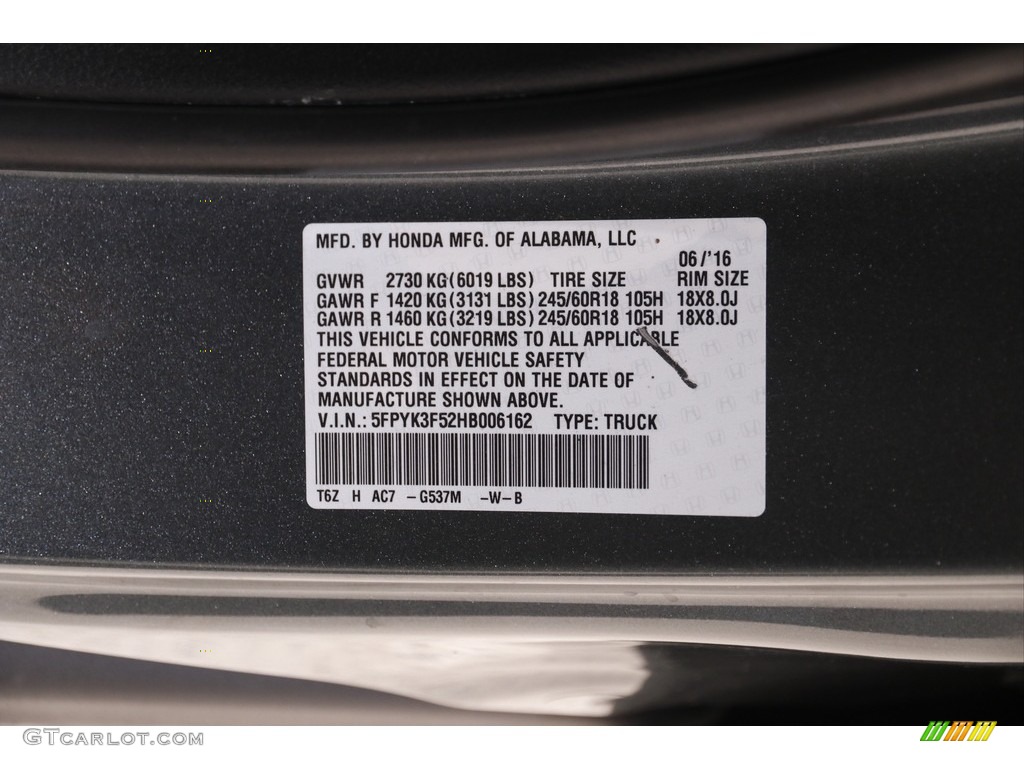 MFD. BY HONDA MFG. OF ALABAMA, LLC
06/'16
GVWR 2730 KG(6019 LBS) TIRE SIZE RIM SIZE
GAWR F 1420 KG(3131 LBS) 245/60R18 105H 18X8.0J
GAWR R 1460 KG(3219 LBS) 245/60R18 105H 18X8.0J
THIS VEHICLE CONFORMS TO ALL APPLICABLE
FEDERAL MOTOR VEHICLE SAFETY
STANDARDS IN EFFECT ON THE DATE OF
MANUFACTURE SHOWN ABOVE.
V.I.N.: 5FPYK3F52HB006162 TYPE: TRUCK
T6Z H AC7 -G537M -W-B
GTCARLOT.COM